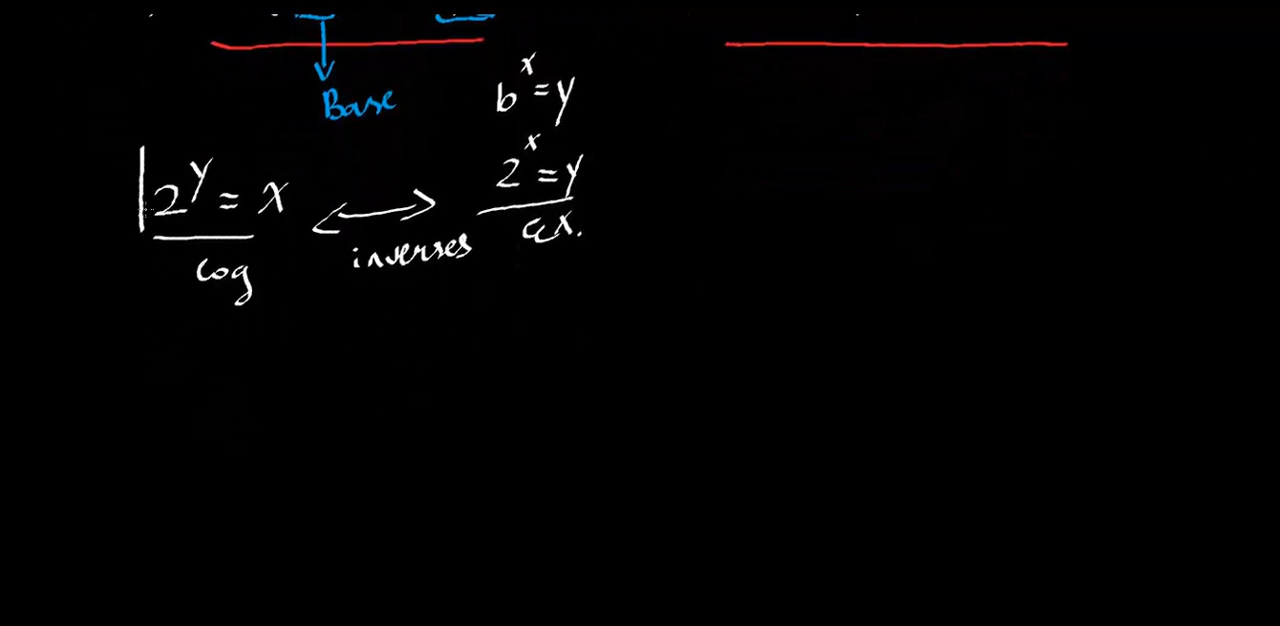 Base
b^x = y
2^y = x
2^x = y
log
inverses
ex.